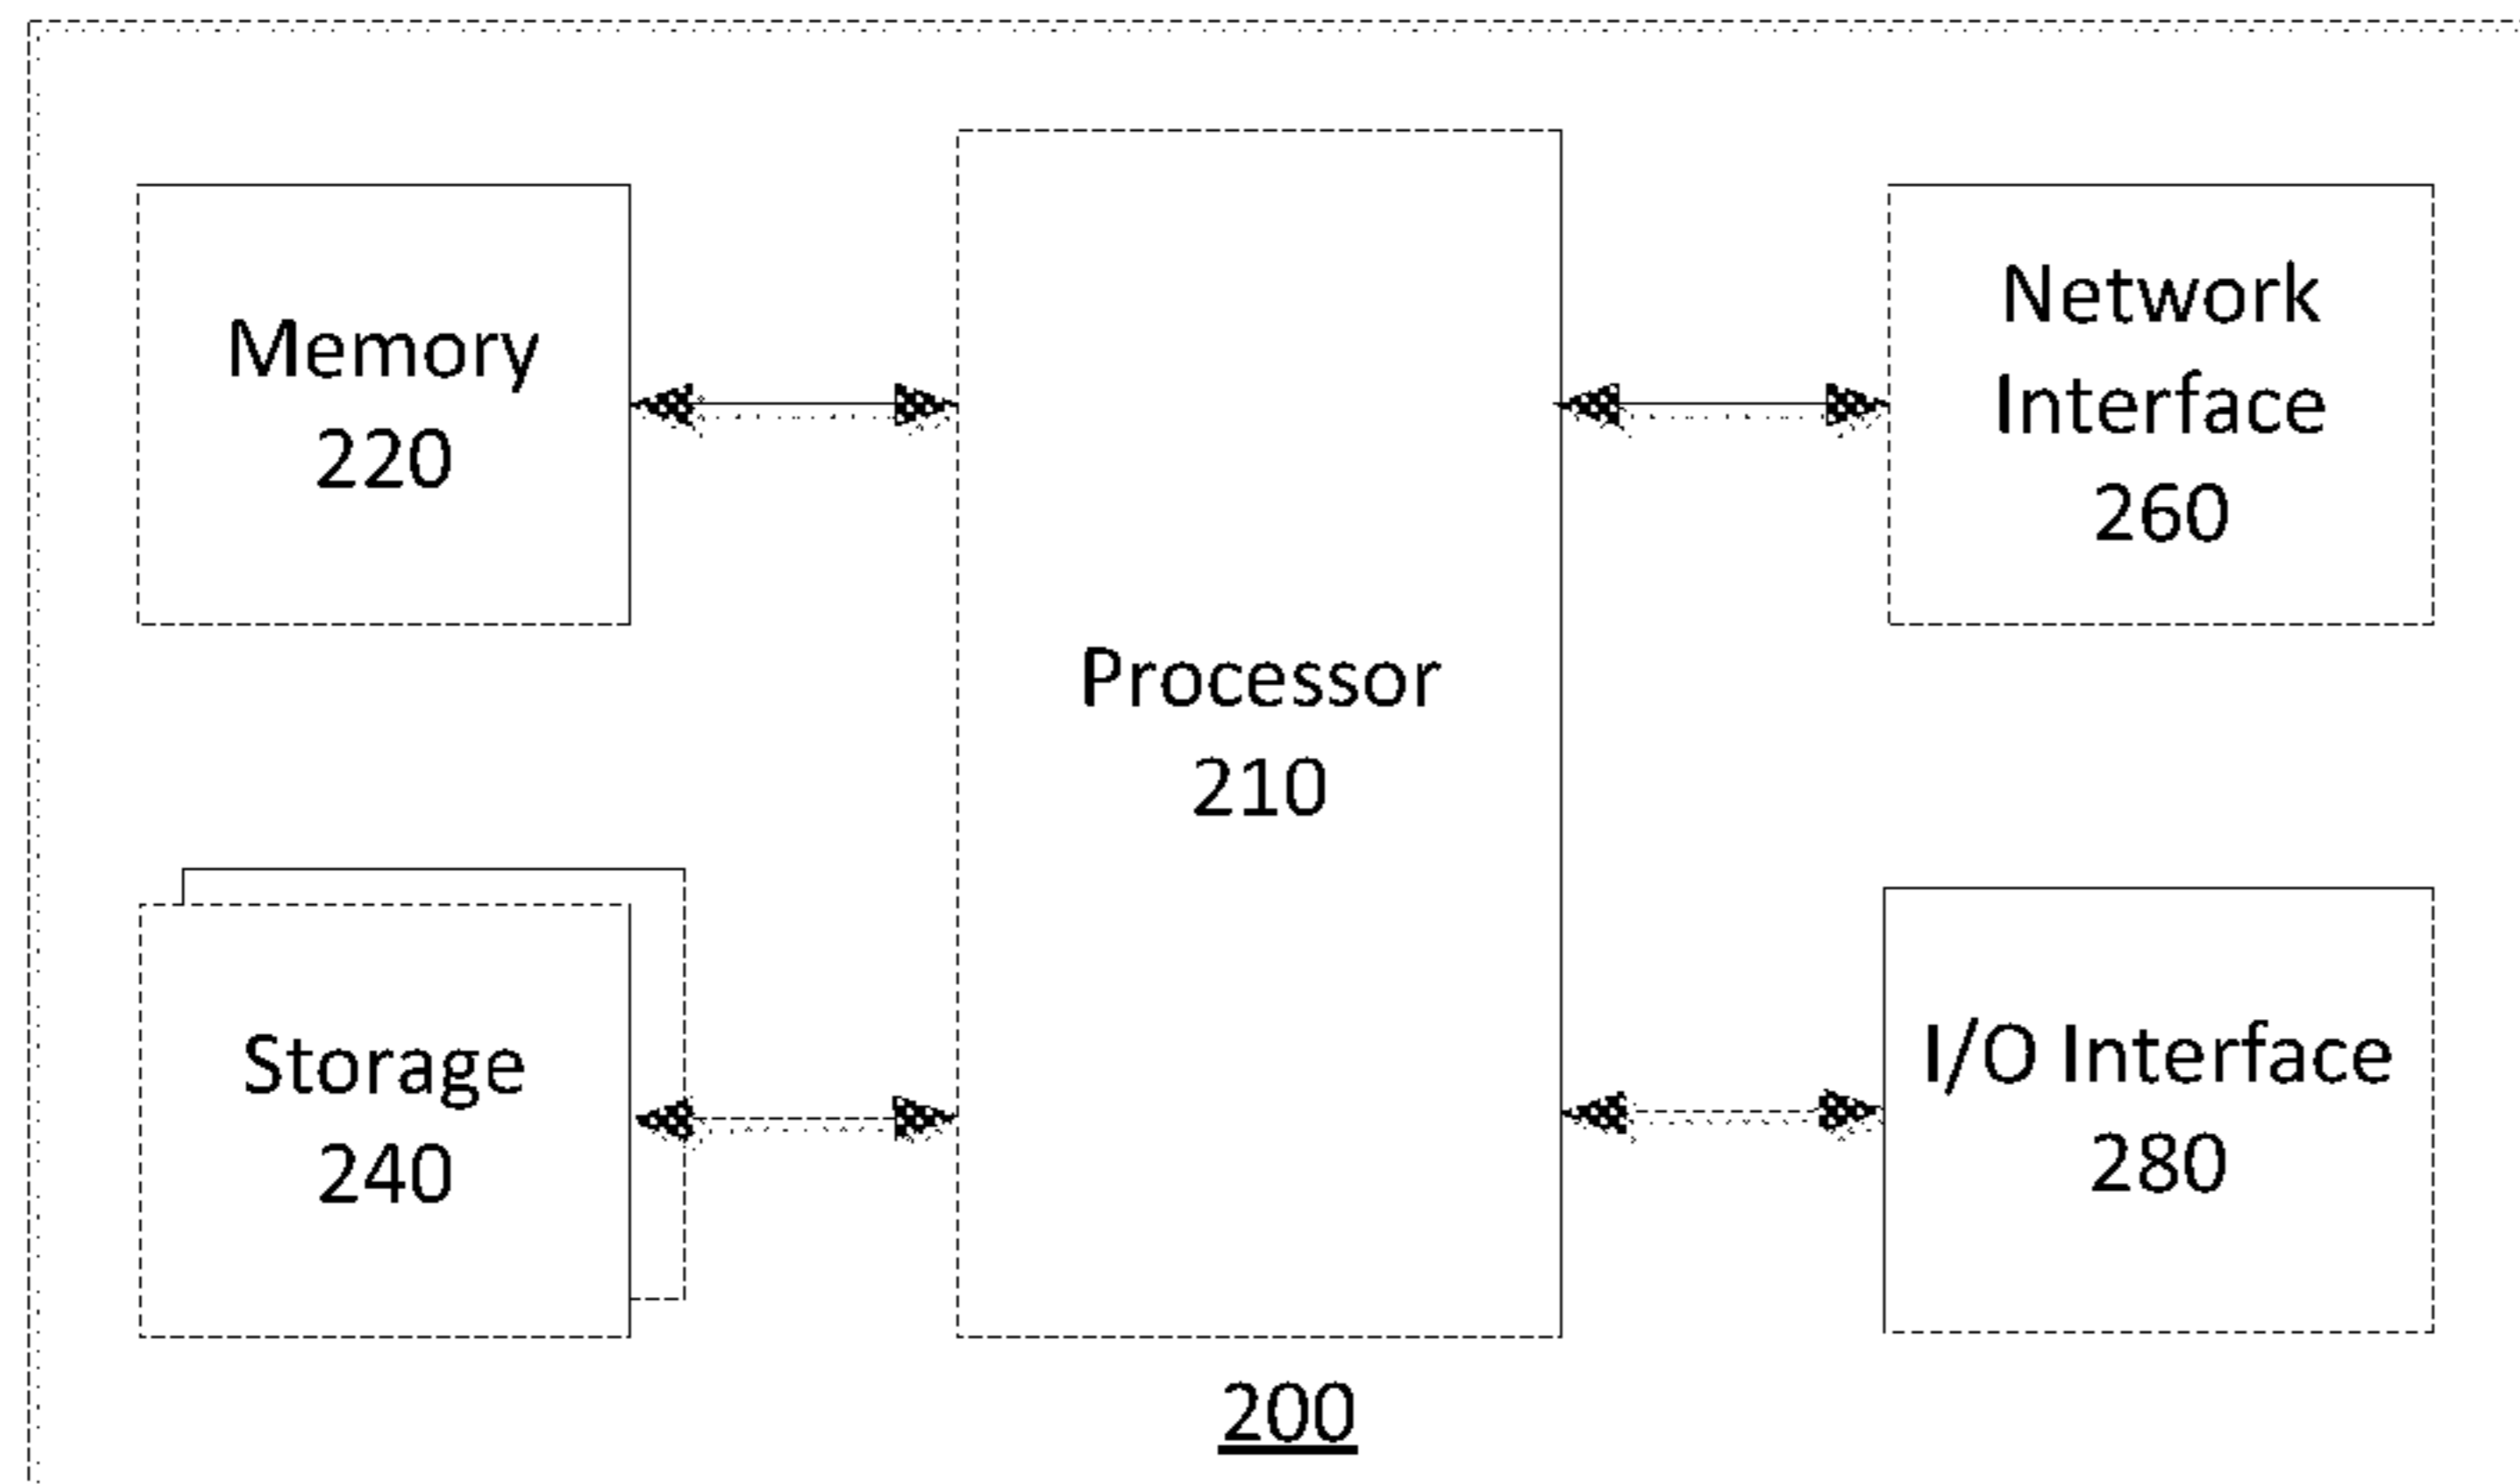 Memory
220
Processor
210
Network
Interface
260
Storage
240
I/O Interface
280
200